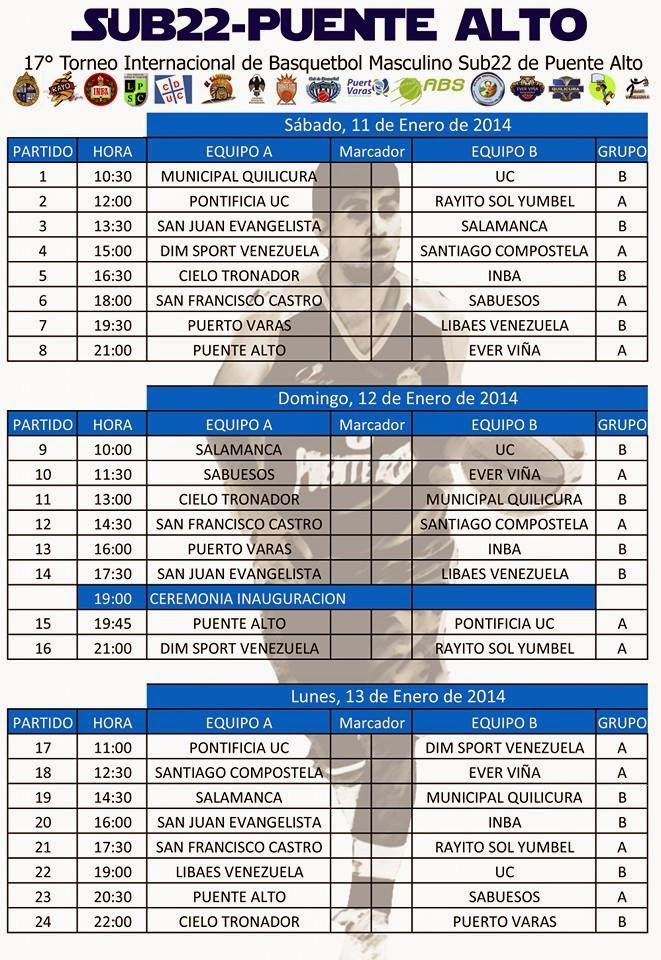 SUB22-PUENTE ALTO
17° Torneo Internacional de Basquetbol Masculino Sub22 de Puente Alto
KAYO INBA LPSC CDUC Puerto Varas ABS EVER VIÑA QUILICURA
Sábado, 11 de Enero de 2014
PARTIDO HORA EQUIPO A Marcador EQUIPO B GRUPO
1 10:30 MUNICIPAL QUILICURA UC B
2 12:00 PONTIFICIA UC RAYITO SOL YUMBEL A
3 13:30 SAN JUAN EVANGELISTA SALAMANCA B
4 15:00 DIM SPORT VENEZUELA SANTIAGO COMPOSTELA A
5 16:30 CIELO TRONADOR INBA B
6 18:00 SAN FRANCISCO CASTRO SABUESOS A
7 19:30 PUERTO VARAS LIBAES VENEZUELA B
8 21:00 PUENTE ALTO EVER VIÑA A
Domingo, 12 de Enero de 2014
PARTIDO HORA EQUIPO A Marcador EQUIPO B GRUPO
9 10:00 SALAMANCA UC B
10 11:30 SABUESOS EVER VIÑA A
11 13:00 CIELO TRONADOR MUNICIPAL QUILICURA B
12 14:30 SAN FRANCISCO CASTRO SANTIAGO COMPOSTELA A
13 16:00 PUERTO VARAS INBA B
14 17:30 SAN JUAN EVANGELISTA LIBAES VENEZUELA B
19:00 CEREMONIA INAUGURACION
15 19:45 PUENTE ALTO PONTIFICIA UC A
16 21:00 DIM SPORT VENEZUELA RAYITO SOL YUMBEL A
Lunes, 13 de Enero de 2014
PARTIDO HORA EQUIPO A Marcador EQUIPO B GRUPO
17 11:00 PONTIFICIA UC DIM SPORT VENEZUELA A
18 12:30 SANTIAGO COMPOSTELA EVER VIÑA A
19 14:30 SALAMANCA MUNICIPAL QUILICURA B
20 16:00 SAN JUAN EVANGELISTA INBA B
21 17:30 SAN FRANCISCO CASTRO RAYITO SOL YUMBEL A
22 19:00 LIBAES VENEZUELA UC B
23 20:30 PUENTE ALTO SABUESOS A
24 22:00 CIELO TRONADOR PUERTO VARAS B